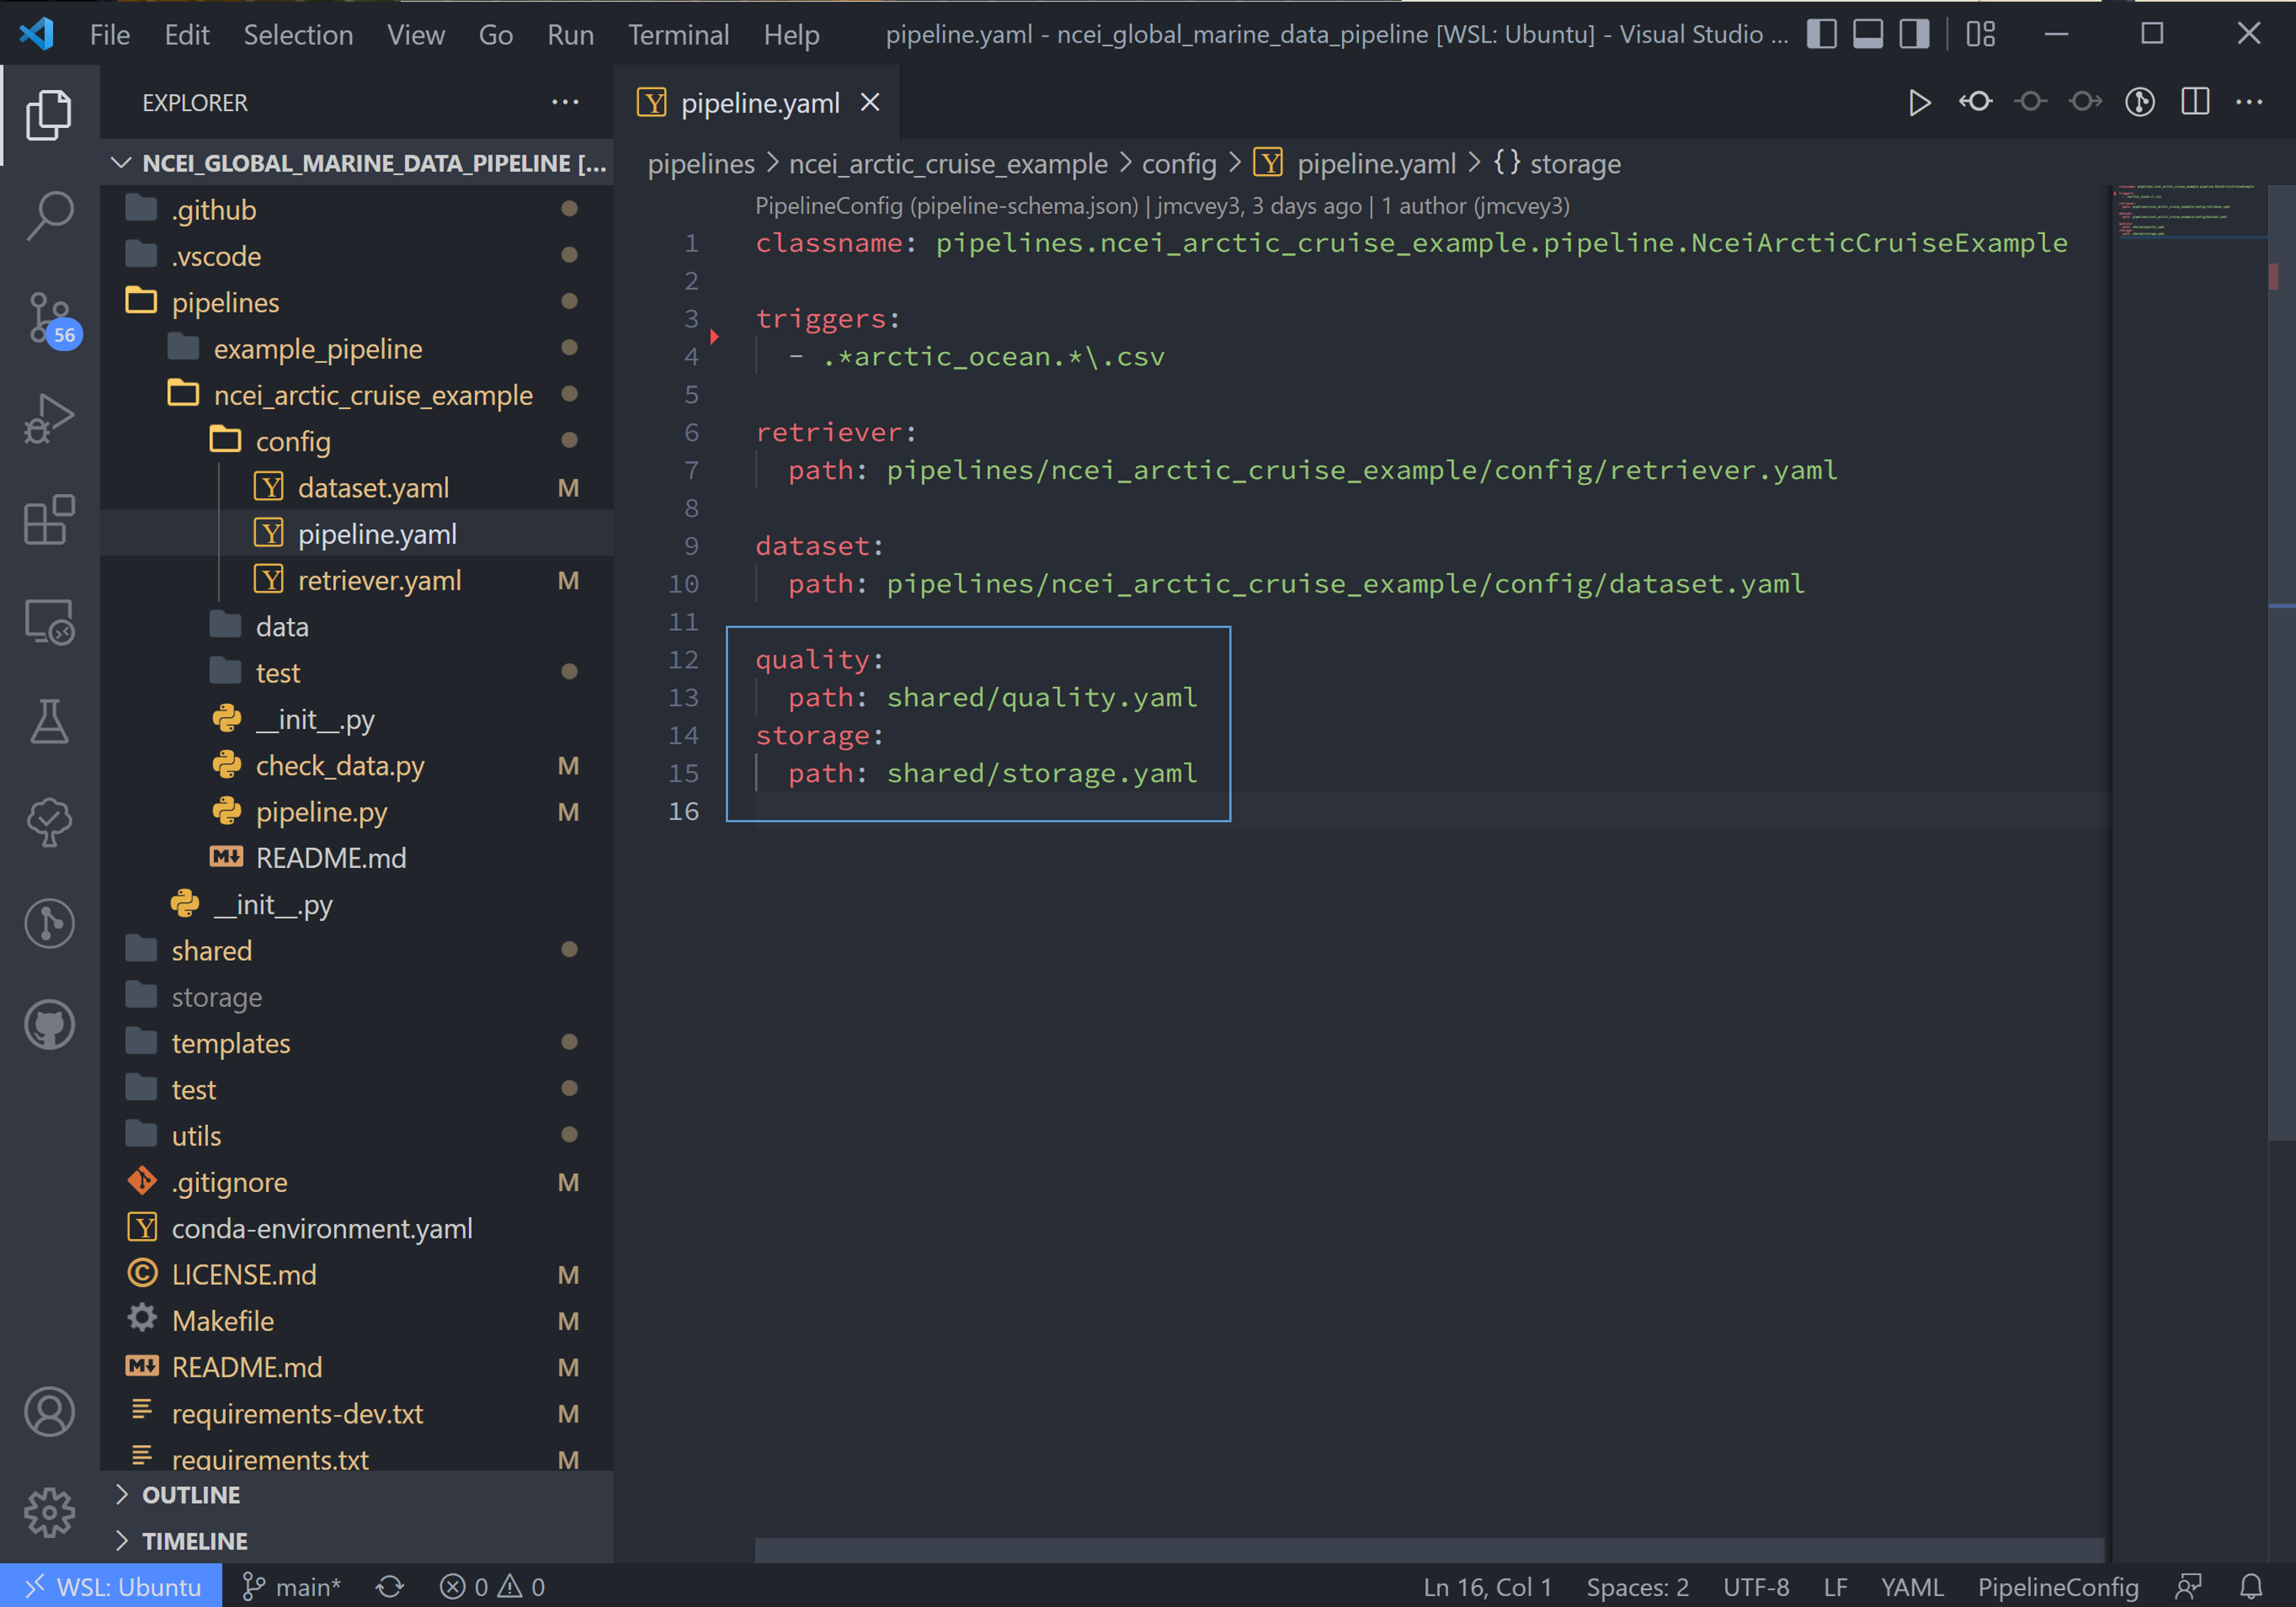 File Edit Selection View Go Run Terminal Help pipeline.yaml - ncei_global_marine_data_pipeline [WSL: Ubuntu] - Visual Studio ...
EXPLORER
NCEI_GLOBAL_MARINE_DATA_PIPELINE [...
.github
.vscode
pipelines
example_pipeline
ncei_arctic_cruise_example
config
dataset.yaml M
pipeline.yaml
retriever.yaml M
data
test
__init__.py
check_data.py M
pipeline.py M
README.md
__init__.py
shared
storage
templates
test
utils
.gitignore M
conda-environment.yaml
LICENSE.md M
Makefile M
README.md M
requirements-dev.txt M
requirements.txt M
OUTLINE
TIMELINE
56
pipeline.yaml
pipelines > ncei_arctic_cruise_example > config > pipeline.yaml > {} storage
PipelineConfig (pipeline-schema.json) | jmcvey3, 3 days ago | 1 author (jmcvey3)
1 classname: pipelines.ncei_arctic_cruise_example.pipeline.NceiArcticCruiseExample
2
3 triggers:
4 - .*arctic_ocean.*\.csv
5
6 retriever:
7 path: pipelines/ncei_arctic_cruise_example/config/retriever.yaml
8
9 dataset:
10 path: pipelines/ncei_arctic_cruise_example/config/dataset.yaml
11
12 quality:
13 path: shared/quality.yaml
14 storage:
15 path: shared/storage.yaml
16
WSL: Ubuntu main* 0 0 Ln 16, Col 1 Spaces: 2 UTF-8 LF YAML PipelineConfig